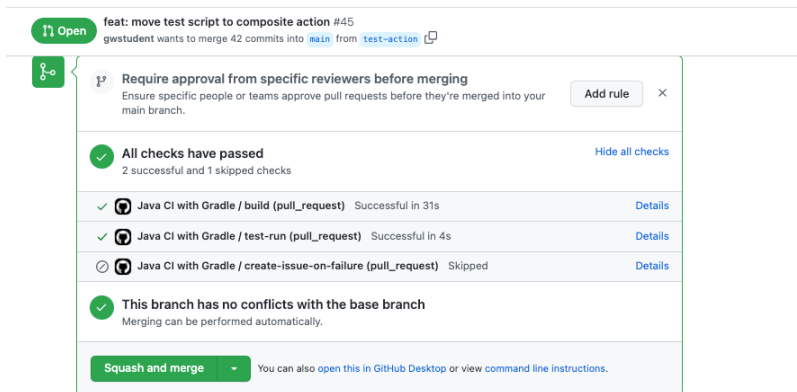 Open
feat: move test script to composite action #45
gwstudent wants to merge 42 commits into main from test-action
Require approval from specific reviewers before merging
Ensure specific people or teams approve pull requests before they're merged into your
main branch.
Add rule
All checks have passed
2 successful and 1 skipped checks
Hide all checks
Java CI with Gradle / build (pull_request) Successful in 31s Details
Java CI with Gradle / test-run (pull_request) Successful in 4s Details
Java CI with Gradle / create-issue-on-failure (pull_request) Skipped Details
This branch has no conflicts with the base branch
Merging can be performed automatically.
Squash and merge
You can also open this in GitHub Desktop or view command line instructions.